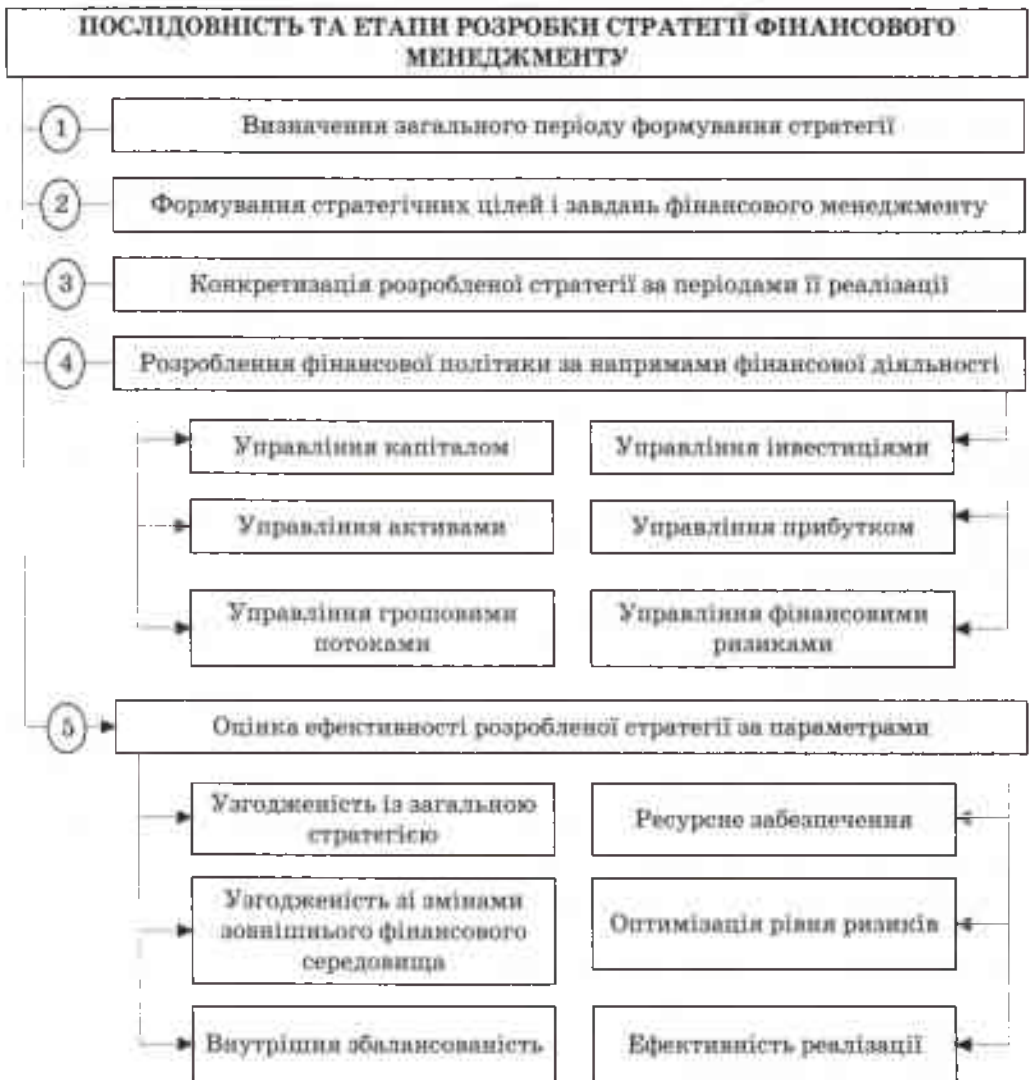 ПОСЛІДОВНІСТЬ ТА ЕТАПИ РОЗРОБКИ СТРАТЕГІЇ ФІНАНСОВОГО
МЕНЕДЖМЕНТУ
1
Визначення загального періоду формування стратегії
2
Формування стратегічних цілей і завдань фінансового менеджменту
3
Конкретизація розробленої стратегії за періодами її реалізації
4
Розроблення фінансової політики за напрямами фінансової діяльності
Управління капіталом
Управління інвестиціями
Управління активами
Управління прибутком
Управління грошовими
потоками
Управління фінансовими
ризиками
5
Оцінка ефективності розробленої стратегії за параметрами
Узгодженість із загальною
стратегією
Ресурсне забезпечення
Узгодженість зі змінами
зовнішнього фінансового
середовища
Оптимізація рівня ризиків
Внутрішня збалансованість
Ефективність реалізації